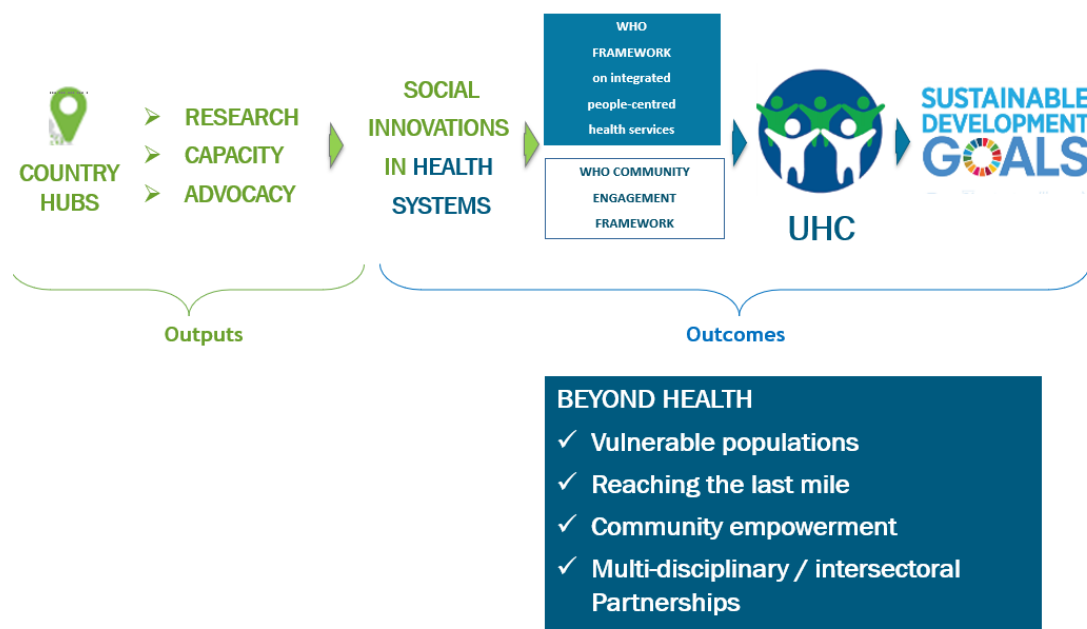 COUNTRY
HUBS
➢ RESEARCH
➢ CAPACITY
➢ ADVOCACY
SOCIAL
INNOVATIONS
IN HEALTH
SYSTEMS
WHO
FRAMEWORK
on integrated
people-centred
health services
WHO COMMUNITY
ENGAGEMENT
FRAMEWORK
UHC
SUSTAINABLE
DEVELOPMENT
GOALS
Outputs
Outcomes
BEYOND HEALTH
✓ Vulnerable populations
✓ Reaching the last mile
✓ Community empowerment
✓ Multi-disciplinary / intersectoral
Partnerships